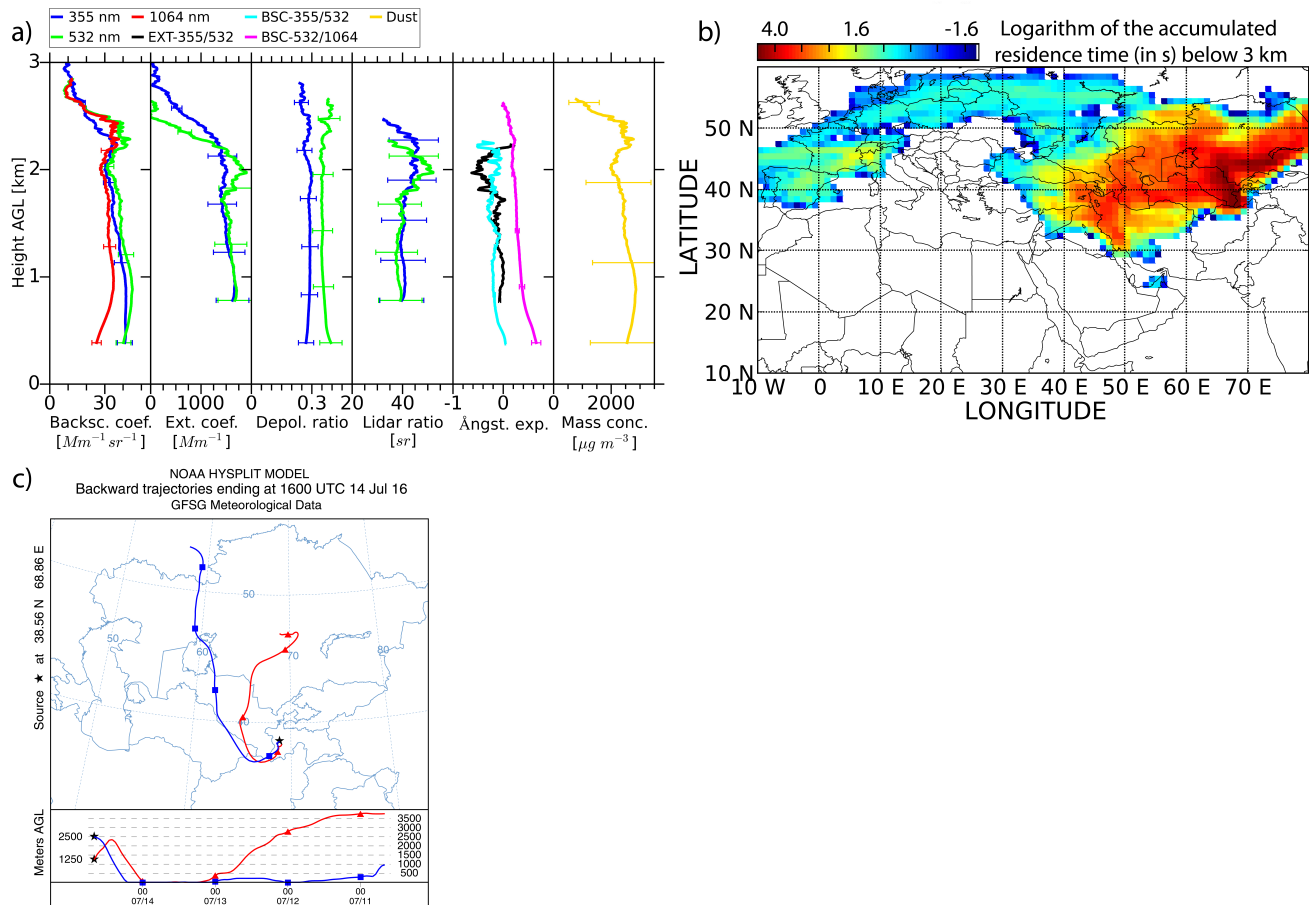 a)
355 nm 1064 nm BSC-355/532 Dust
532 nm EXT-355/532 BSC-532/1064
3
2
1
0
Height AGL [km]
0 30 0 1000 0 0.3 20 40 -1 0 0 2000
Backsc. coef. Ext. coef. Depol. ratio Lidar ratio Ångst. exp. Mass conc.
[Mm⁻¹ sr⁻¹] [Mm⁻¹] [sr] [μg m⁻³]
b)
4.0 1.6 -1.6
Logarithm of the accumulated
residence time (in s) below 3 km
LATITUDE
50 N
40 N
30 N
20 N
10 N
10 W 0 10 E 20 E 30 E 40 E 50 E 60 E 70 E
LONGITUDE
c)
NOAA HYSPLIT MODEL
Backward trajectories ending at 1600 UTC 14 Jul 16
GFSG Meteorological Data
Source ★ at 38.56 N 68.86 E
50
50
60
70
80
Meters AGL
2500
1250
3500
3000
2500
2000
1500
1000
500
00 00 00 00
07/14 07/13 07/12 07/11